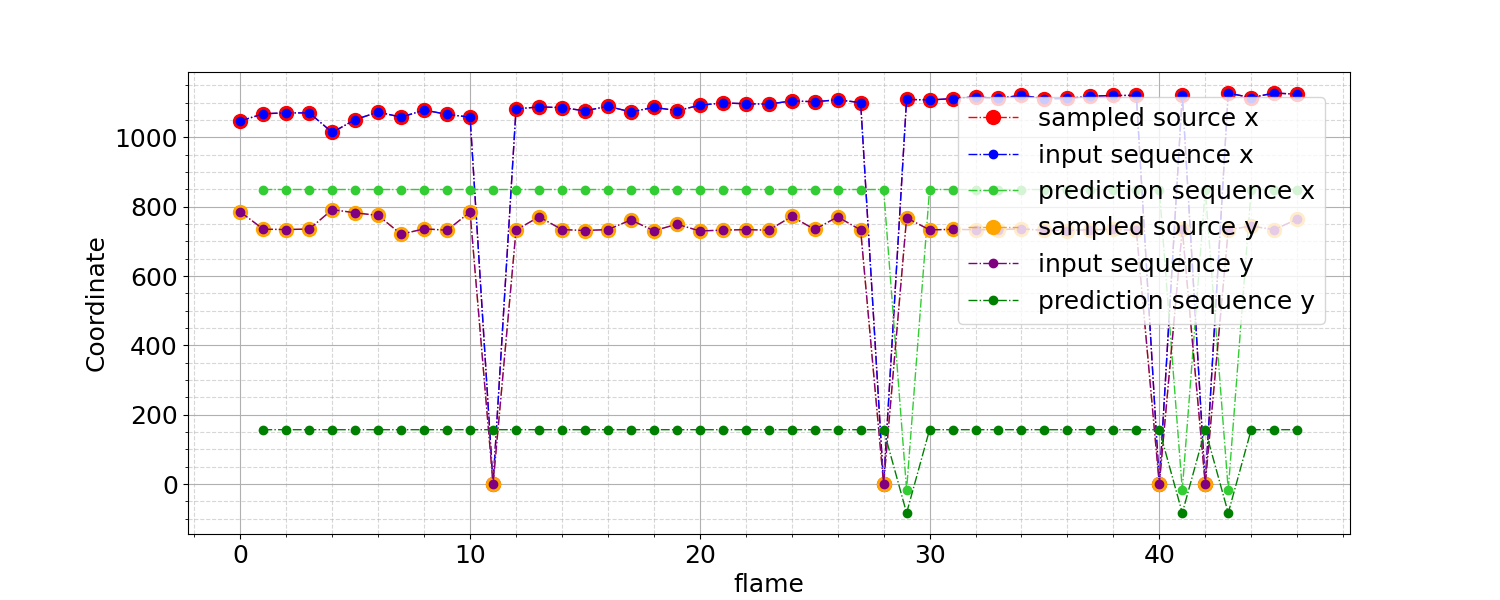 1000
800
600
400
200
0
Coordinate
sampled source x
input sequence x
prediction sequence x
sampled source y
input sequence y
prediction sequence y
0 10 20 30 40
flame